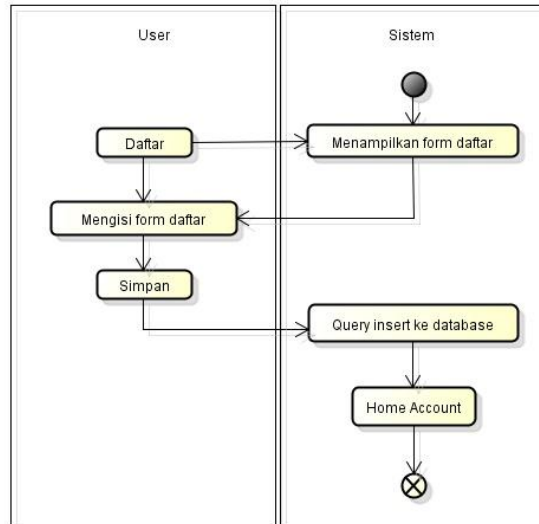 User
Sistem
Daftar
Menampilkan form daftar
Mengisi form daftar
Simpan
Query insert ke database
Home Account